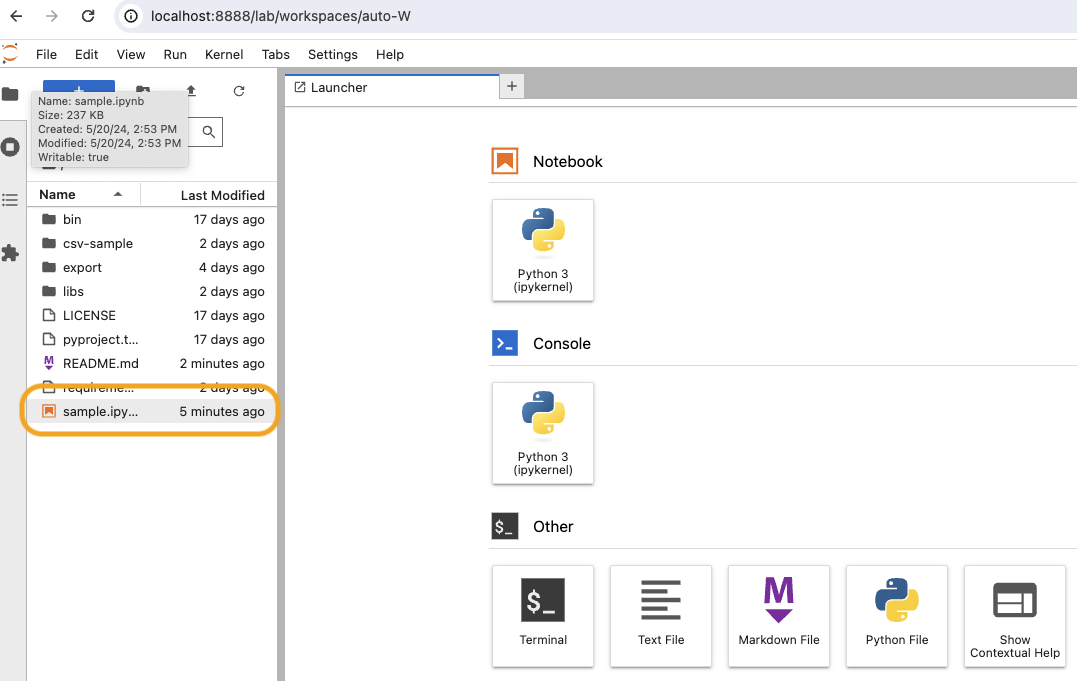 localhost:8888/lab/workspaces/auto-W
File Edit View Run Kernel Tabs Settings Help
Name: sample.ipynb
Size: 237 KB
Created: 5/20/24, 2:53 PM
Modified: 5/20/24, 2:53 PM
Writable: true
/
Name Last Modified
bin 17 days ago
csv-sample 2 days ago
export 4 days ago
libs 2 days ago
LICENSE 17 days ago
pyproject.t... 17 days ago
README.md 2 minutes ago
requireme... 2 days ago
sample.ipy... 5 minutes ago
Launcher
Notebook
Python 3
(ipykernel)
Console
Python 3
(ipykernel)
$_ Other
$_
Terminal
Text File
M
Markdown File
Python File
Show
Contextual Help